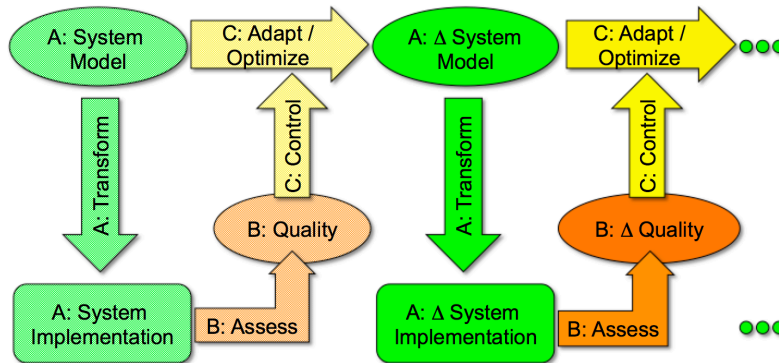 A: System
Model
C: Adapt /
Optimize
A: Δ System
Model
C: Adapt /
Optimize
A: Transform
C: Control
A: Transform
C: Control
B: Quality
B: Δ Quality
A: System
Implementation
B: Assess
A: Δ System
Implementation
B: Assess